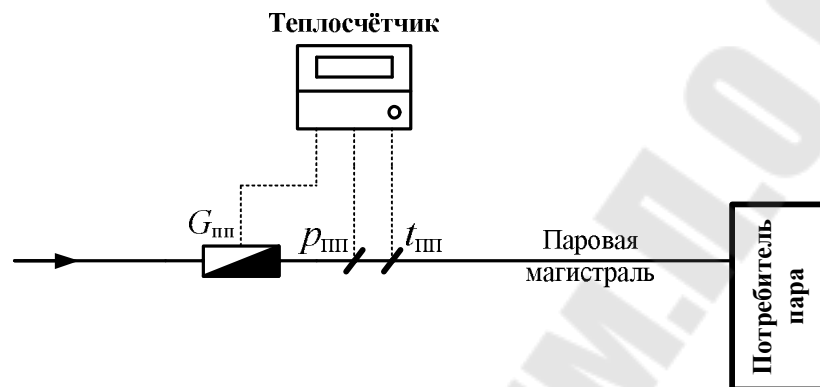 Теплосчётчик
Gпп
pпп
tпп
Паровая
магистраль
Потребитель
пара
М.П.О